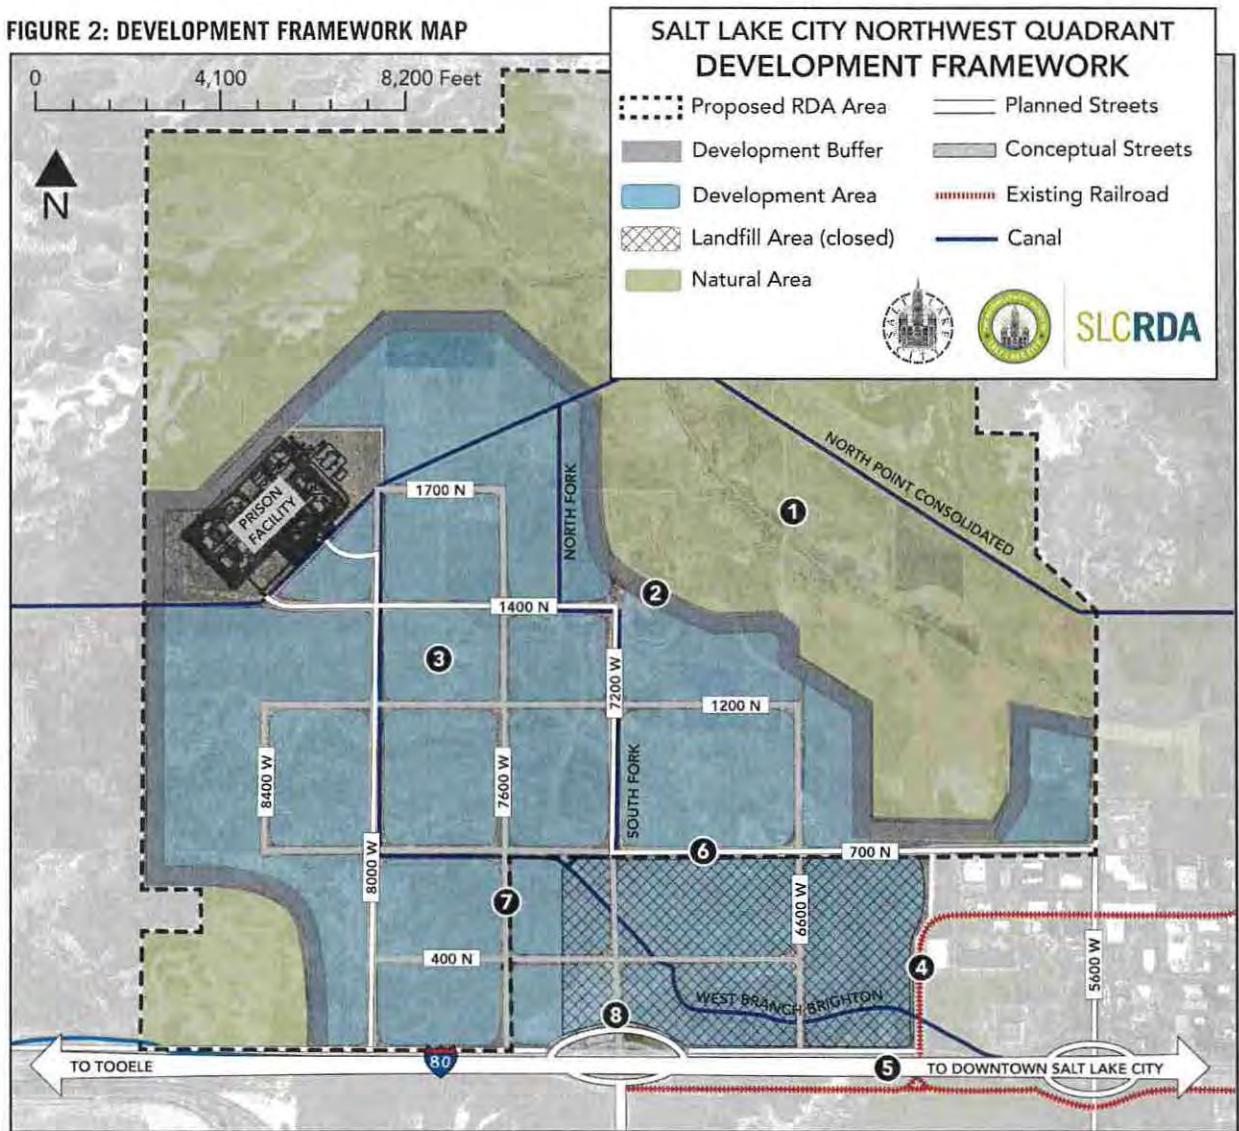 FIGURE 2: DEVELOPMENT FRAMEWORK MAP
SALT LAKE CITY NORTHWEST QUADRANT
DEVELOPMENT FRAMEWORK
Proposed RDA Area
Development Buffer
Development Area
Landfill Area (closed)
Natural Area
Planned Streets
Conceptual Streets
Existing Railroad
Canal
SALT LAKE
CITY
SLCRDA
0 4,100 8,200 Feet
N
NORTH POINT CONSOLIDATED
PRISON
FACILITY
1700 N
NORTH FORK
1
2
1400 N
3
7200 W
1200 N
8400 W
7600 W
SOUTH FORK
8000 W
6
700 N
7
6600 W
400 N
4
5600 W
WEST BRANCH BRIGHTON
8
TO TOOELE
80
5
TO DOWNTOWN SALT LAKE CITY